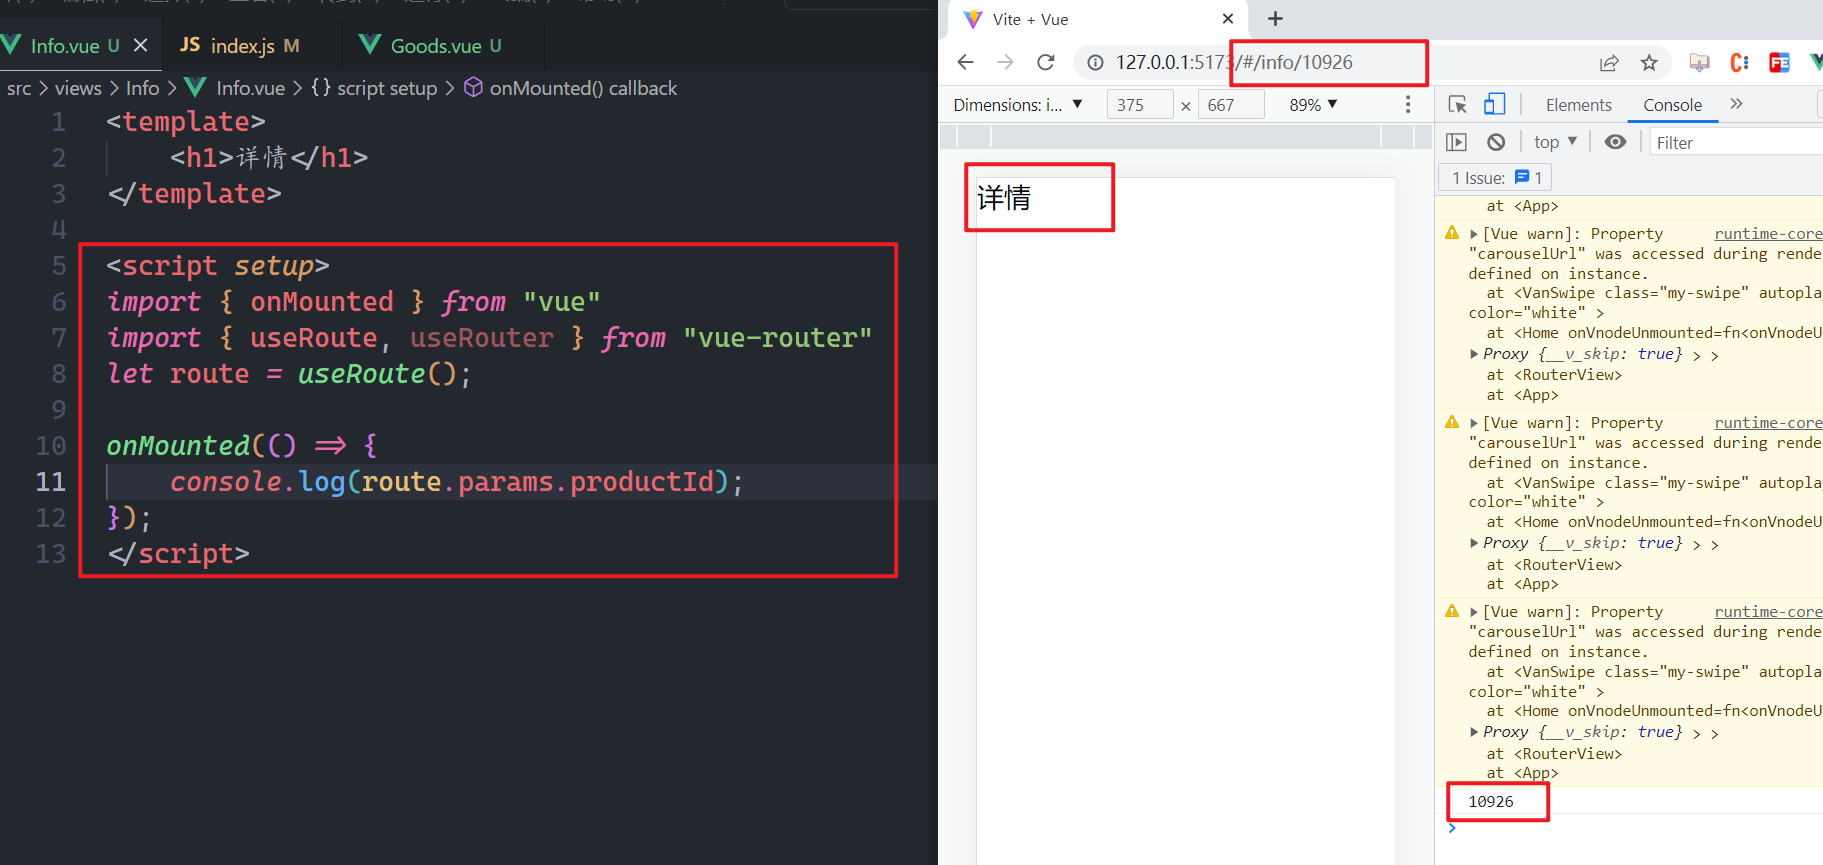 Info.vue U JS index.js M Goods.vue U
src > views > Info > Info.vue > {} script setup > onMounted() callback
1 <template>
2 <h1>详情</h1>
3 </template>
4
5 <script setup>
6 import { onMounted } from "vue"
7 import { useRoute, useRouter } from "vue-router"
8 let route = useRoute();
9
10 onMounted(() => {
11 console.log(route.params.productId);
12 });
13 </script>
Vite + Vue
127.0.0.1:5173/#/info/10926
Dimensions: i... ▼ 375 × 667 89% ▼
详情
Elements Console »
top ▼ Filter
1 Issue: 1
at <App>
▶ [Vue warn]: Property runtime-core
"carouselUrl" was accessed during rende
defined on instance.
at <VanSwipe class="my-swipe" autopla
color="white" >
at <Home onVnodeUnmounted=fn<onVnodeU
▶ Proxy {__v_skip: true} > >
at <RouterView>
at <App>
▶ [Vue warn]: Property runtime-core
"carouselUrl" was accessed during rende
defined on instance.
at <VanSwipe class="my-swipe" autopla
color="white" >
at <Home onVnodeUnmounted=fn<onVnodeU
▶ Proxy {__v_skip: true} > >
at <RouterView>
at <App>
▶ [Vue warn]: Property runtime-core
"carouselUrl" was accessed during rende
defined on instance.
at <VanSwipe class="my-swipe" autopla
color="white" >
at <Home onVnodeUnmounted=fn<onVnodeU
▶ Proxy {__v_skip: true} > >
at <RouterView>
at <App>
10926
>